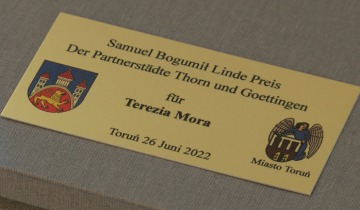 Samuel Bogumił Linde Preis
Der Partnerstädte Thorn und Goettingen
für
Terezia Mora
Toruń 26 Juni 2022
Miasto Toruń